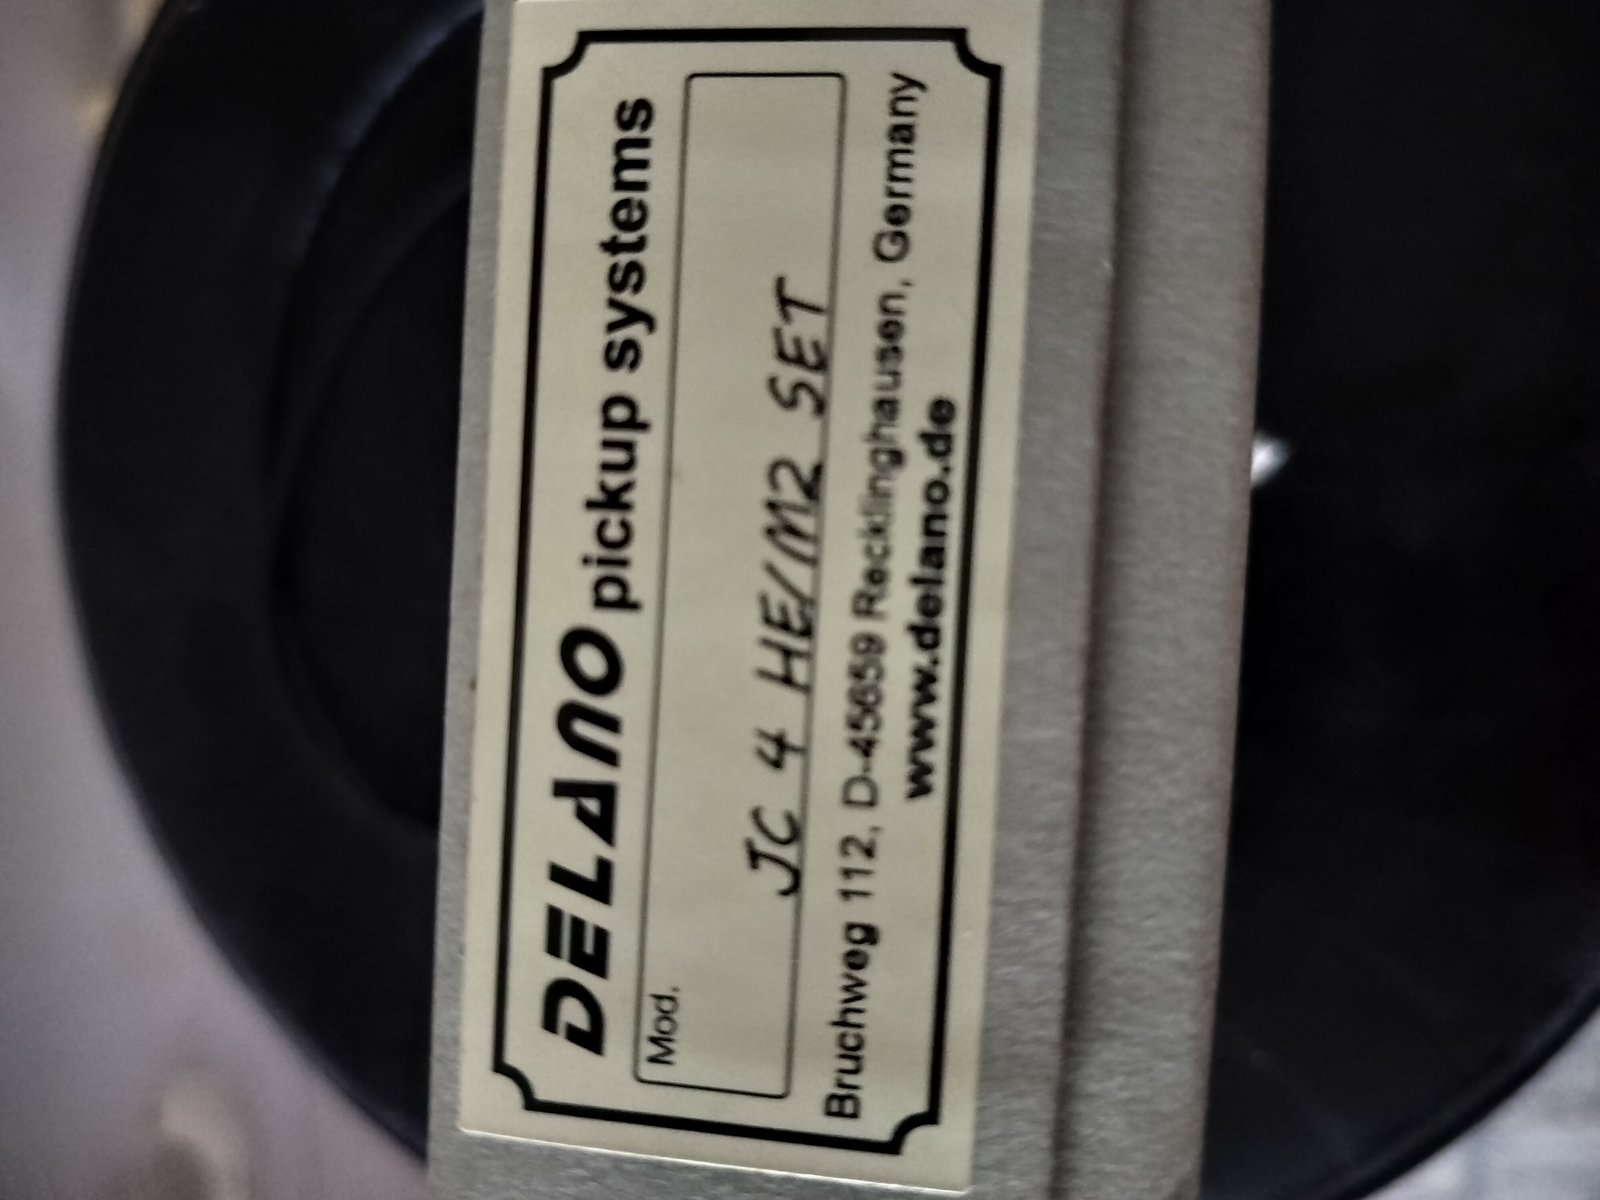 DELANO pickup systems
Mod.
JC 4 HE/M2 SET
Bruchweg 112, D-45659 Recklinghausen, Germany
www.delano.de